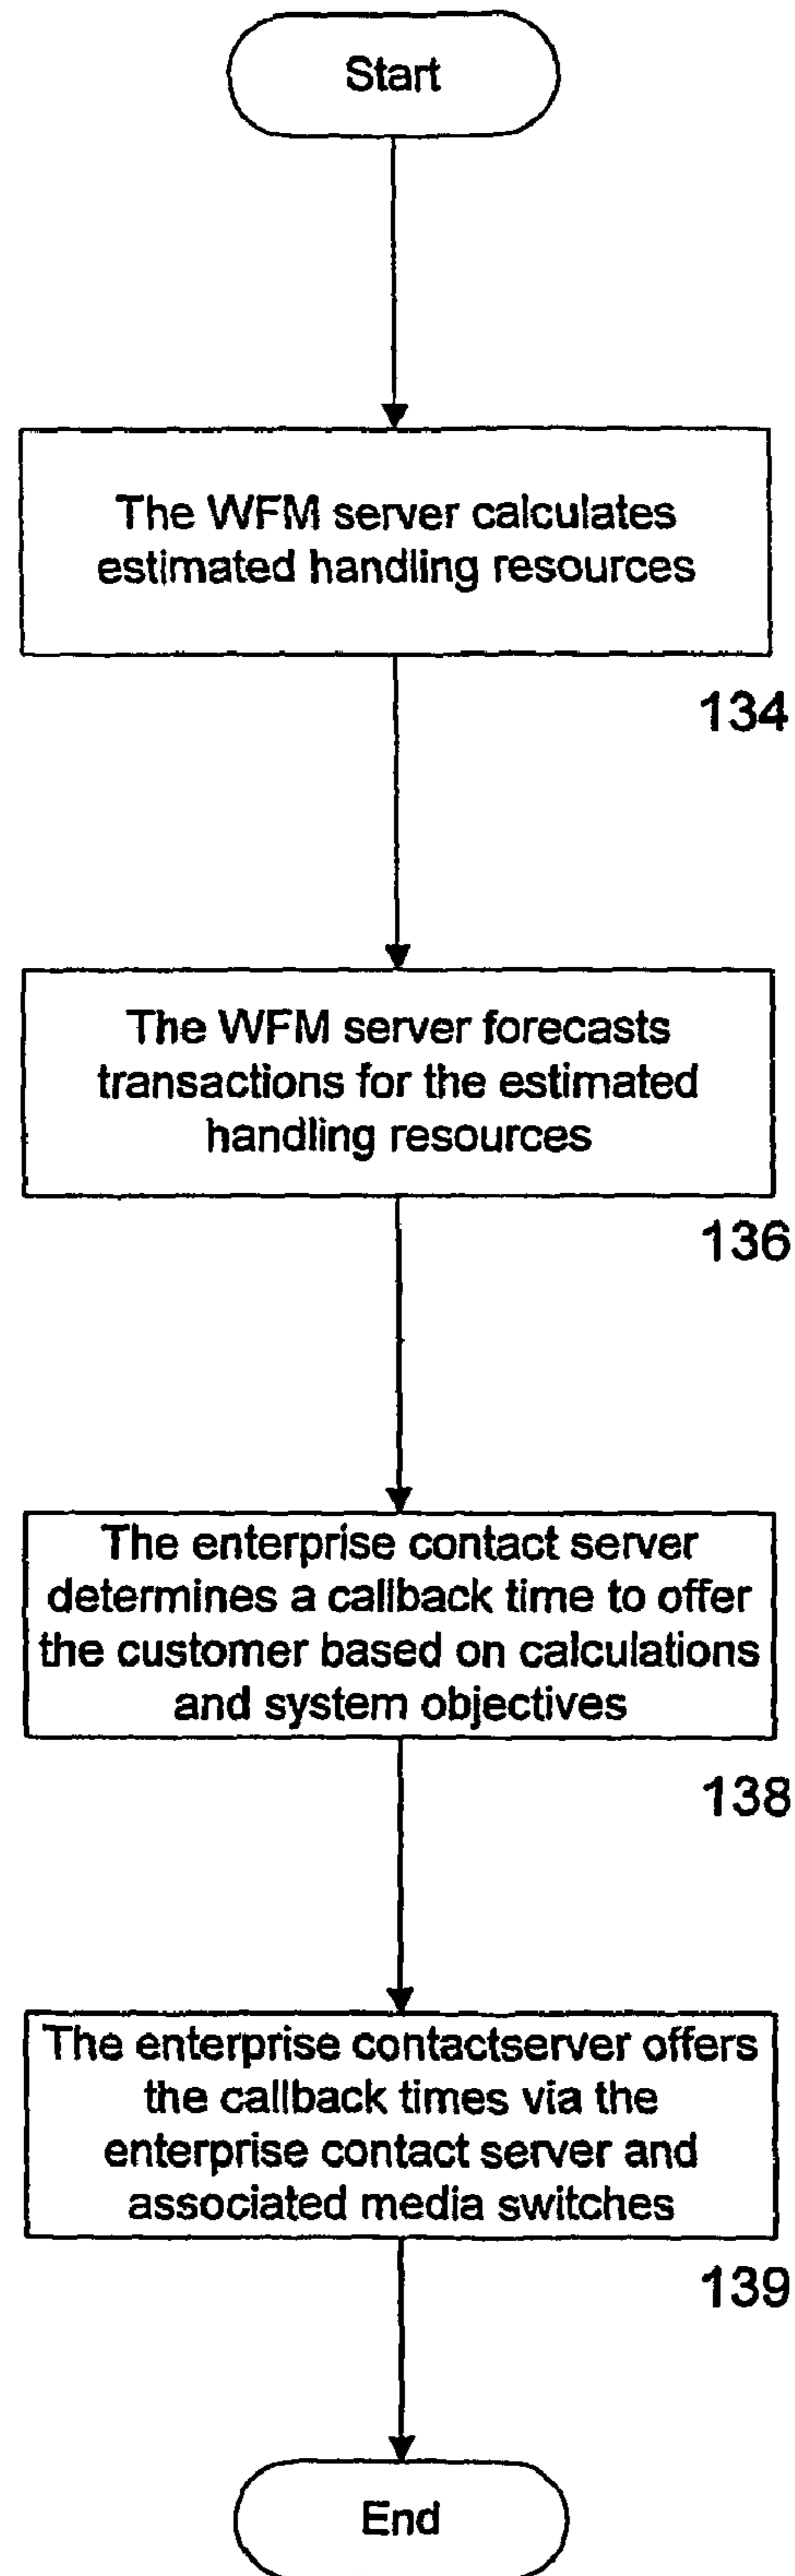 Start
The WFM server calculates
estimated handling resources
134
The WFM server forecasts
transactions for the estimated
handling resources
136
The enterprise contact server
determines a callback time to offer
the customer based on calculations
and system objectives
138
The enterprise contactserver offers
the callback times via the
enterprise contact server and
associated media switches
139
End